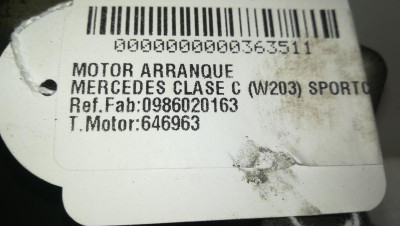 0000000000363511
MOTOR ARRANQUE
MERCEDES CLASE C (W203) SPORTC
Ref.Fab:0986020163
T.Motor:646963